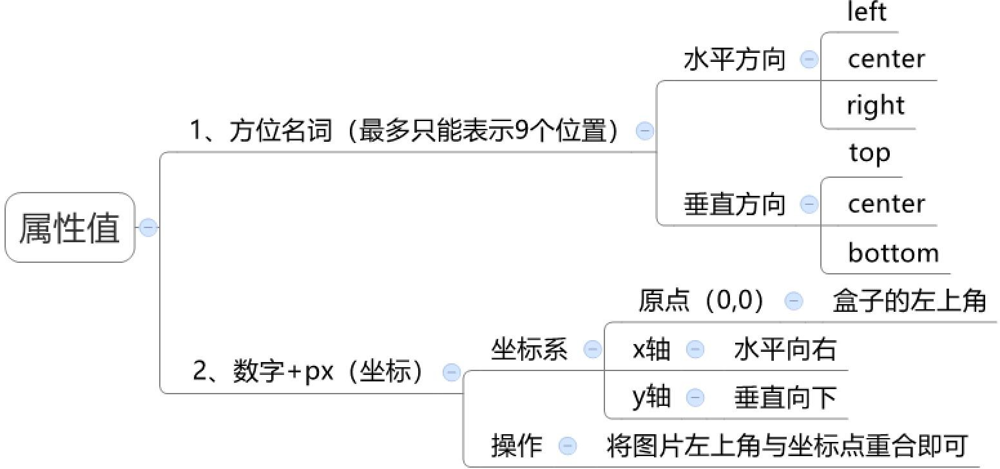 属性值
1、方位名词（最多只能表示9个位置）
水平方向
left
center
right
垂直方向
top
center
bottom
2、数字+px（坐标）
坐标系
原点（0,0）
盒子的左上角
x轴
水平向右
y轴
垂直向下
操作
将图片左上角与坐标点重合即可